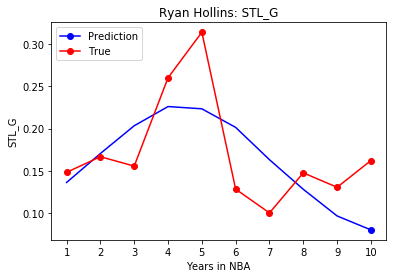 Ryan Hollins: STL_G
Prediction
True
0.30
0.25
0.20
0.15
0.10
STL_G
1 2 3 4 5 6 7 8 9 10
Years in NBA